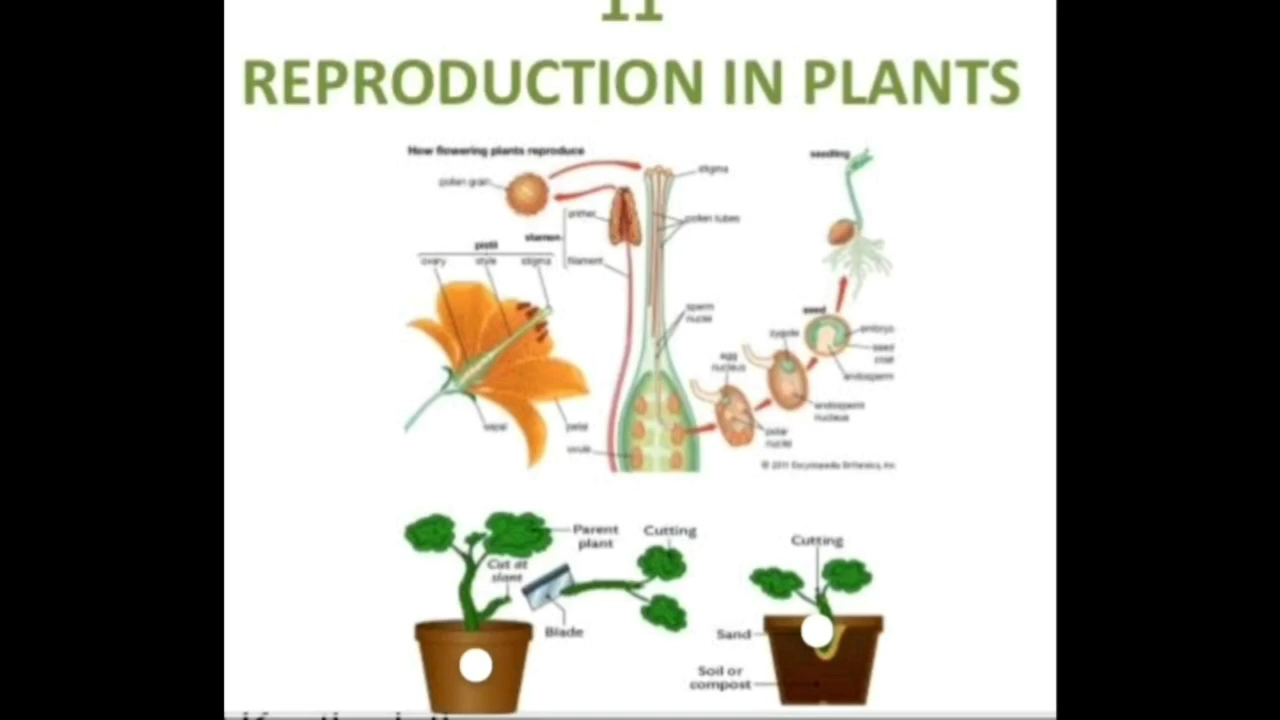 11
REPRODUCTION IN PLANTS
How flowering plants reproduce
seedling
pollen grain
stigma
anther
pollen tubes
stamen
pistil
ovary style stigma
filament
sperm
nuclei
seed
zygote
embryo
seed
coat
egg
nucleus
endosperm
endosperm
nucleus
sepal
petal
polar
nuclei
ovule
© 2011 Encyclopædia Britannica, Inc.
Parent
plant
Cutting
Cutting
Cut at
slant
Blade
Sand
Soil or
compost